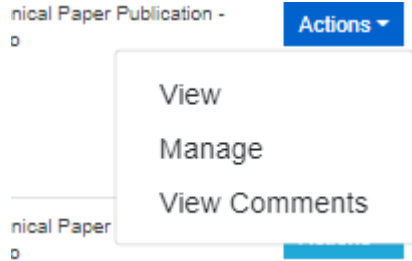 nical Paper Publication -
Actions
View
Manage
View Comments
nical Paper